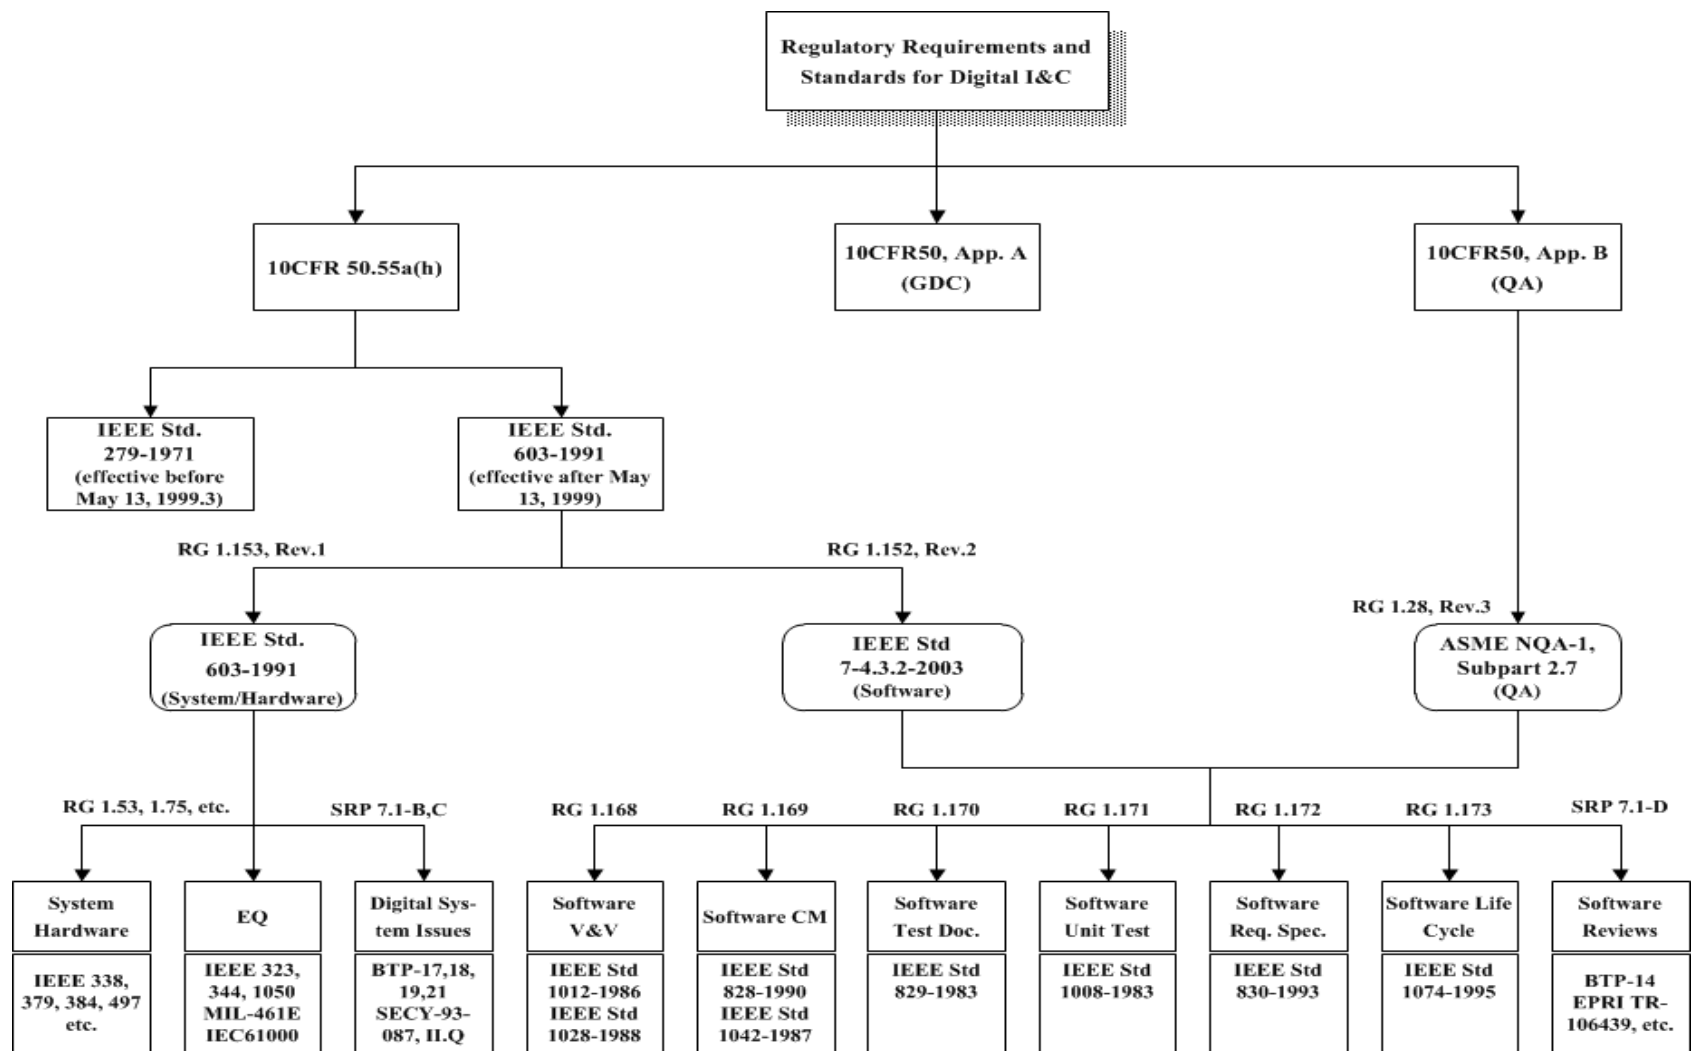 Regulatory Requirements and
Standards for Digital I&C
10CFR 50.55a(h)
10CFR50, App. A
(GDC)
10CFR50, App. B
(QA)
IEEE Std.
279-1971
(effective before
May 13, 1999.3)
IEEE Std.
603-1991
(effective after May
13, 1999)
RG 1.153, Rev.1
RG 1.152, Rev.2
RG 1.28, Rev.3
IEEE Std.
603-1991
(System/Hardware)
IEEE Std
7-4.3.2-2003
(Software)
ASME NQA-1,
Subpart 2.7
(QA)
RG 1.53, 1.75, etc.
SRP 7.1-B,C
RG 1.168
RG 1.169
RG 1.170
RG 1.171
RG 1.172
RG 1.173
SRP 7.1-D
System
Hardware
EQ
Digital Sys-
tem Issues
Software
V&V
Software CM
Software
Test Doc.
Software
Unit Test
Software
Req. Spec.
Software Life
Cycle
Software
Reviews
IEEE 338,
379, 384, 497
etc.
IEEE 323,
344, 1050
MIL-461E
IEC61000
BTP-17,18,
19,21
SECY-93-
087, II.Q
IEEE Std
1012-1986
IEEE Std
1028-1988
IEEE Std
828-1990
IEEE Std
1042-1987
IEEE Std
829-1983
IEEE Std
1008-1983
IEEE Std
830-1993
IEEE Std
1074-1995
BTP-14
EPRI TR-
106439, etc.